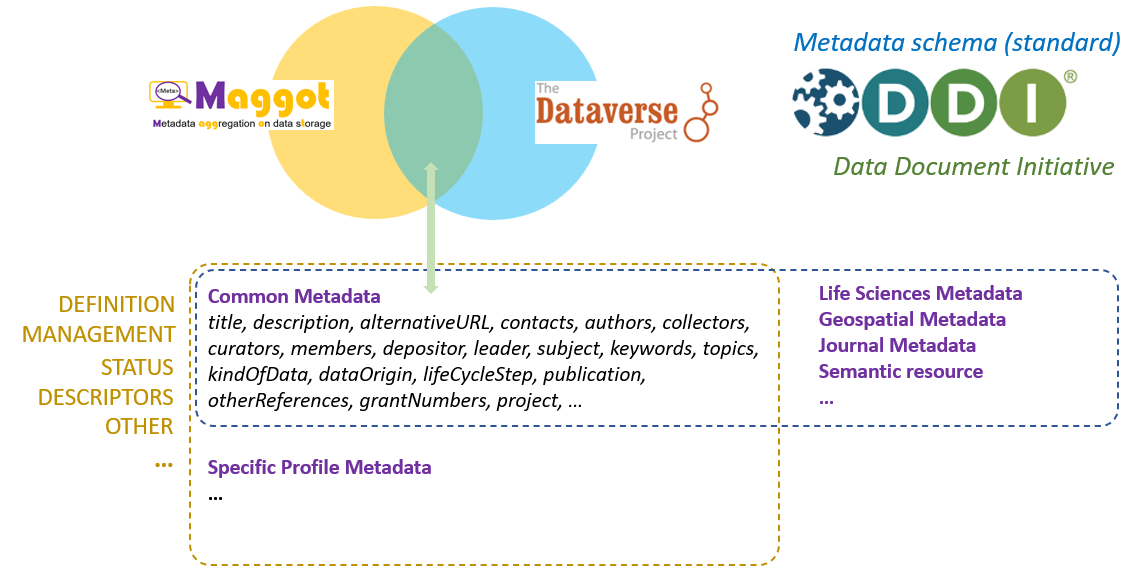 Metadata schema (standard)
<Meta>
Maggot
Metadata aggregation on data storage
The
Dataverse
Project
DDI®
Data Document Initiative
DEFINITION
MANAGEMENT
STATUS
DESCRIPTORS
OTHER
...
Common Metadata
title, description, alternativeURL, contacts, authors, collectors,
curators, members, depositor, leader, subject, keywords, topics,
kindOfData, dataOrigin, lifeCycleStep, publication,
otherReferences, grantNumbers, project, ...
Specific Profile Metadata
...
Life Sciences Metadata
Geospatial Metadata
Journal Metadata
Semantic resource
...